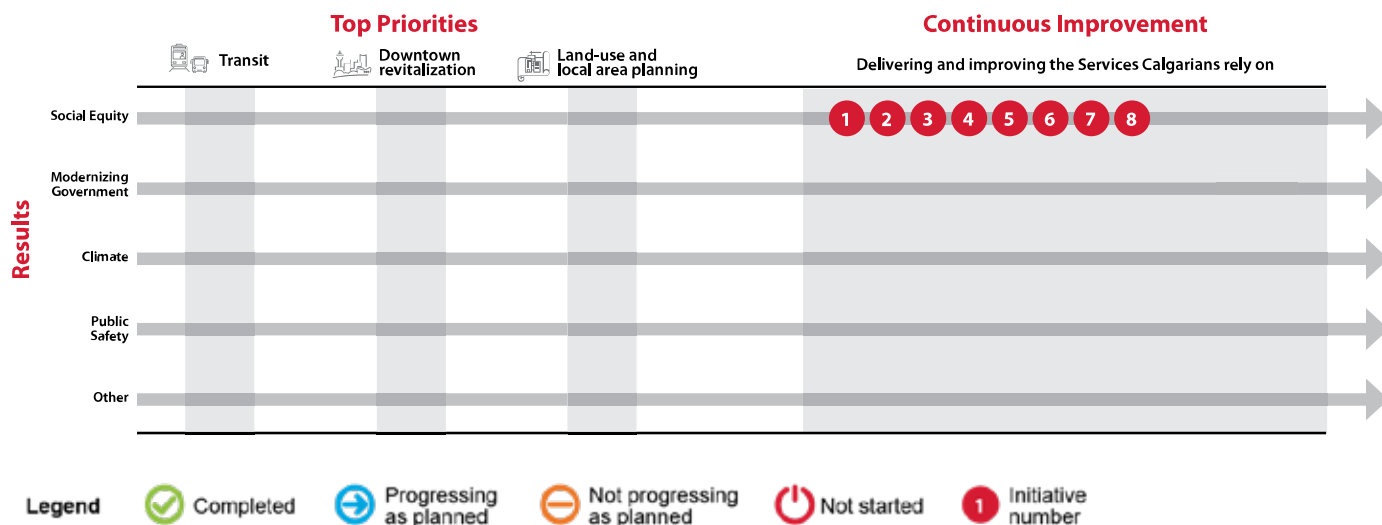 Top Priorities
Continuous Improvement
Transit
Downtown
revitalization
Land-use and
local area planning
Delivering and improving the Services Calgarians rely on
Results
Social Equity
1 2 3 4 5 6 7 8
Modernizing
Government
Climate
Public
Safety
Other
Legend
Completed
Progressing
as planned
Not progressing
as planned
Not started
1
Initiative
number